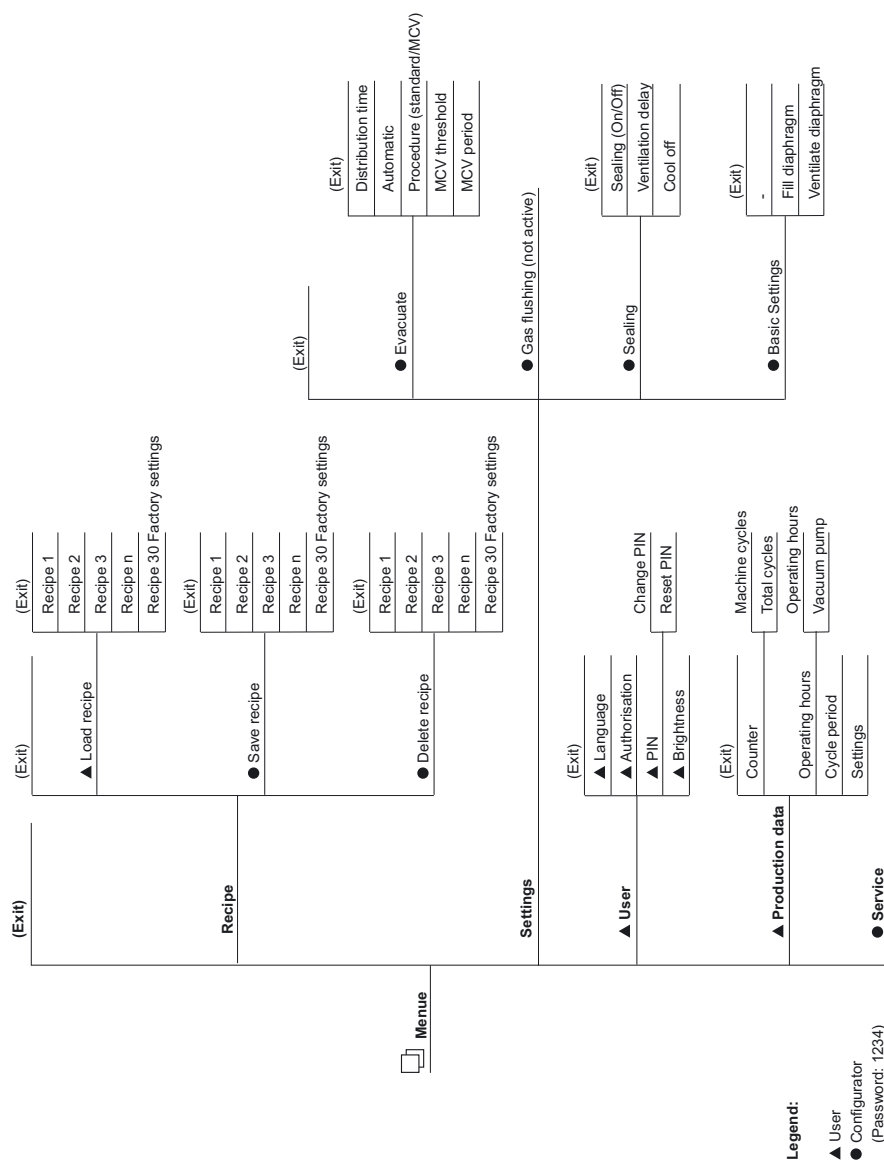 Menue
(Exit)
Recipe
(Exit)
▲ Load recipe
(Exit)
Recipe 1
Recipe 2
Recipe 3
Recipe n
Recipe 30 Factory settings
● Save recipe
(Exit)
Recipe 1
Recipe 2
Recipe 3
Recipe n
Recipe 30 Factory settings
● Delete recipe
(Exit)
Recipe 1
Recipe 2
Recipe 3
Recipe n
Recipe 30 Factory settings
Settings
(Exit)
● Evacuate
(Exit)
Distribution time
Automatic
Procedure (standard/MCV)
MCV threshold
MCV period
● Gas flushing (not active)
● Sealing
(Exit)
Sealing (On/Off)
Ventilation delay
Cool off
● Basic Settings
(Exit)
-
Fill diaphragm
Ventilate diaphragm
▲ User
(Exit)
▲ Language
▲ Authorisation
▲ PIN
Change PIN
Reset PIN
▲ Brightness
▲ Production data
(Exit)
Counter
Machine cycles
Total cycles
Operating hours
Operating hours
Vacuum pump
Cycle period
Settings
● Service
Legend:
▲ User
● Configurator
(Password: 1234)